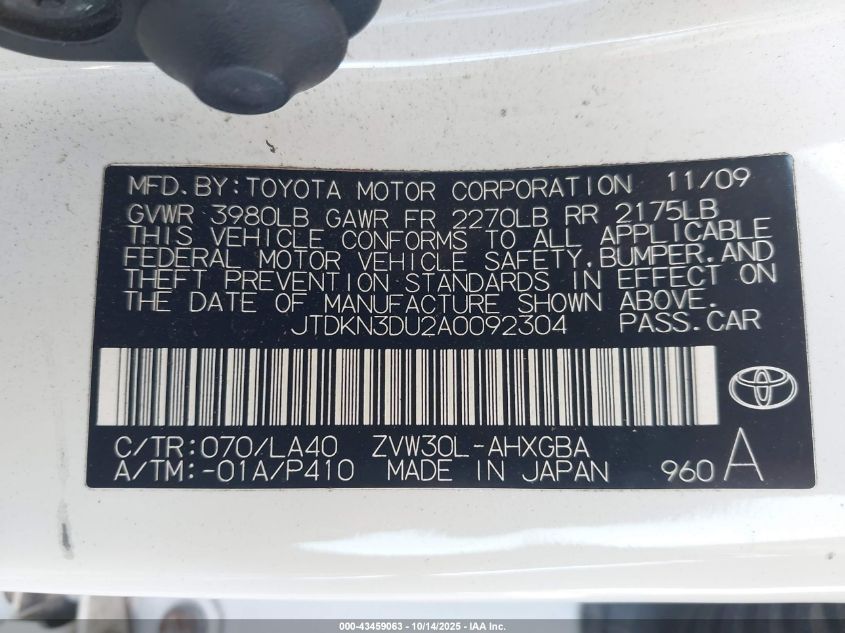 MFD.BY:TOYOTA MOTOR CORPORATION 11/09
GVWR 3980LB GAWR FR 2270LB RR 2175LB
THIS VEHICLE CONFORMS TO ALL APPLICABLE
FEDERAL MOTOR VEHICLE SAFETY,BUMPER,AND
THEFT PREVENTION STANDARDS IN EFFECT ON
THE DATE OF MANUFACTURE SHOWN ABOVE.
JTDKN3DU2A0092304 PASS.CAR
C/TR:070/LA40 ZVW30L-AHXGBA
A/TM:-01A/P410 MADE IN JAPAN 960 A
000-43459063 - 10/14/2025 - IAA Inc.